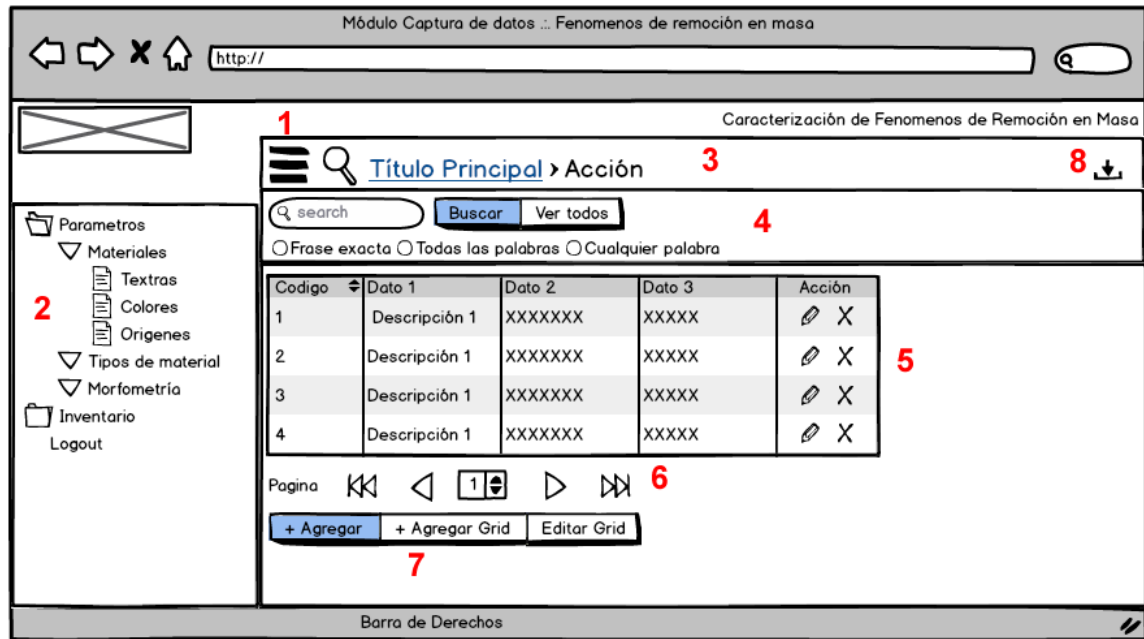 Módulo Captura de datos .:. Fenomenos de remoción en masa
http://
Caracterización de Fenomenos de Remoción en Masa
1
Título Principal › Acción
3
8
search
Buscar
Ver todos
4
Frase exacta
Todas las palabras
Cualquier palabra
2
Parametros
Materiales
Textras
Colores
Origenes
Tipos de material
Morfometría
Inventario
Logout
Codigo Dato 1 Dato 2 Dato 3 Acción
1 Descripción 1 XXXXXXX XXXXX X
2 Descripción 1 XXXXXXX XXXXX X
3 Descripción 1 XXXXXXX XXXXX X
4 Descripción 1 XXXXXXX XXXXX X
5
Pagina 1
6
+ Agregar + Agregar Grid Editar Grid
7
Barra de Derechos